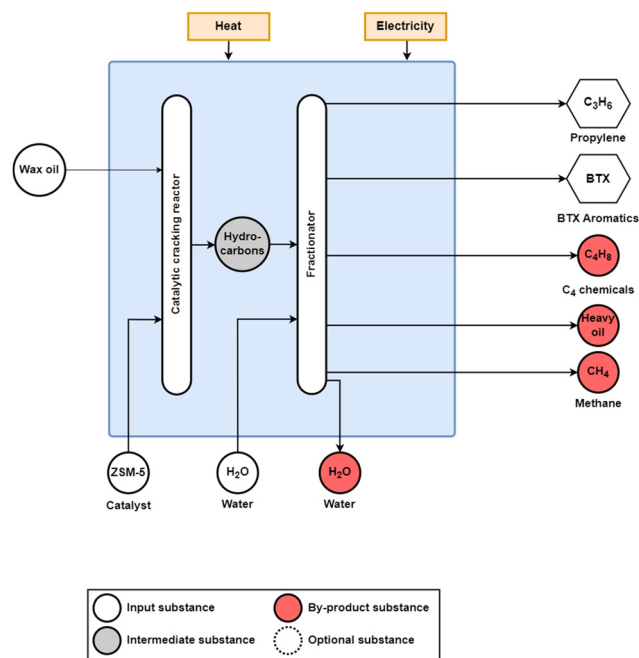 Heat
Electricity
C₃H₆
Propylene
Wax oil
BTX
BTX Aromatics
Catalytic cracking reactor
Hydro-
carbons
Fractionator
C₄H₈
C₄ chemicals
Heavy
oil
CH₄
Methane
ZSM-5
Catalyst
H₂O
Water
H₂O
Water
Input substance
By-product substance
Intermediate substance
Optional substance